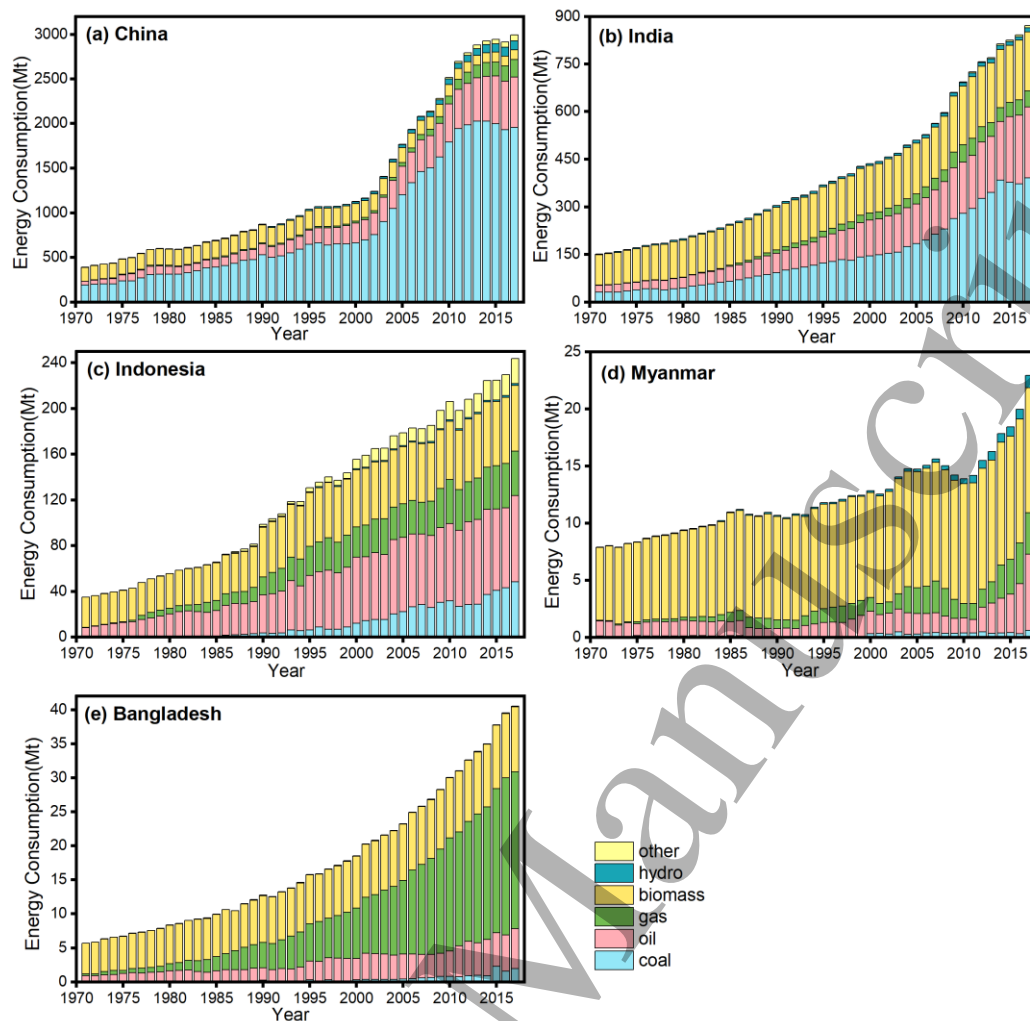 (a) China
Energy Consumption(Mt)
3000
2500
2000
1500
1000
500
0
1970 1975 1980 1985 1990 1995 2000 2005 2010 2015
Year
(b) India
Energy Consumption(Mt)
900
750
600
450
300
150
0
1970 1975 1980 1985 1990 1995 2000 2005 2010 2015
Year
(c) Indonesia
Energy Consumption(Mt)
240
200
160
120
80
40
0
1970 1975 1980 1985 1990 1995 2000 2005 2010 2015
Year
(d) Myanmar
Energy Consumption(Mt)
25
20
15
10
5
0
1970 1975 1980 1985 1990 1995 2000 2005 2010 2015
Year
(e) Bangladesh
Energy Consumption(Mt)
40
35
30
25
20
15
10
5
0
1970 1975 1980 1985 1990 1995 2000 2005 2010 2015
Year
other
hydro
biomass
gas
oil
coal
Manuscri